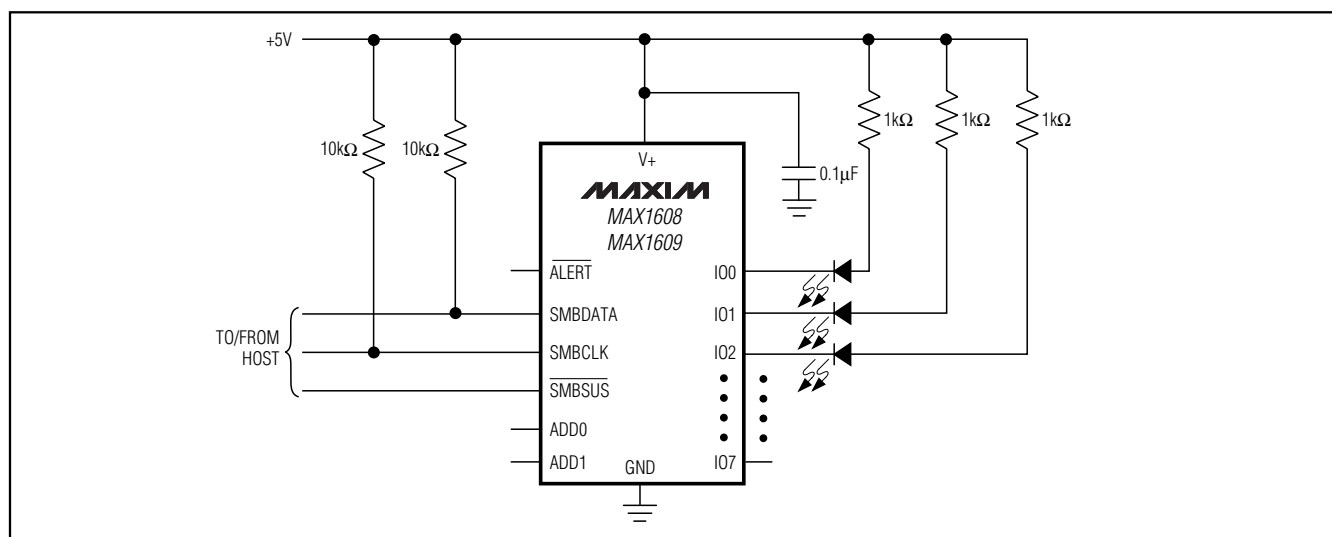 +5V
10kΩ
10kΩ
1kΩ
1kΩ
1kΩ
V+
0.1µF
MAXIM
MAX1608
MAX1609
ALERT
IO0
SMBDATA
IO1
TO/FROM
HOST
SMBCLK
IO2
SMBSUS
ADD0
ADD1
GND
IO7